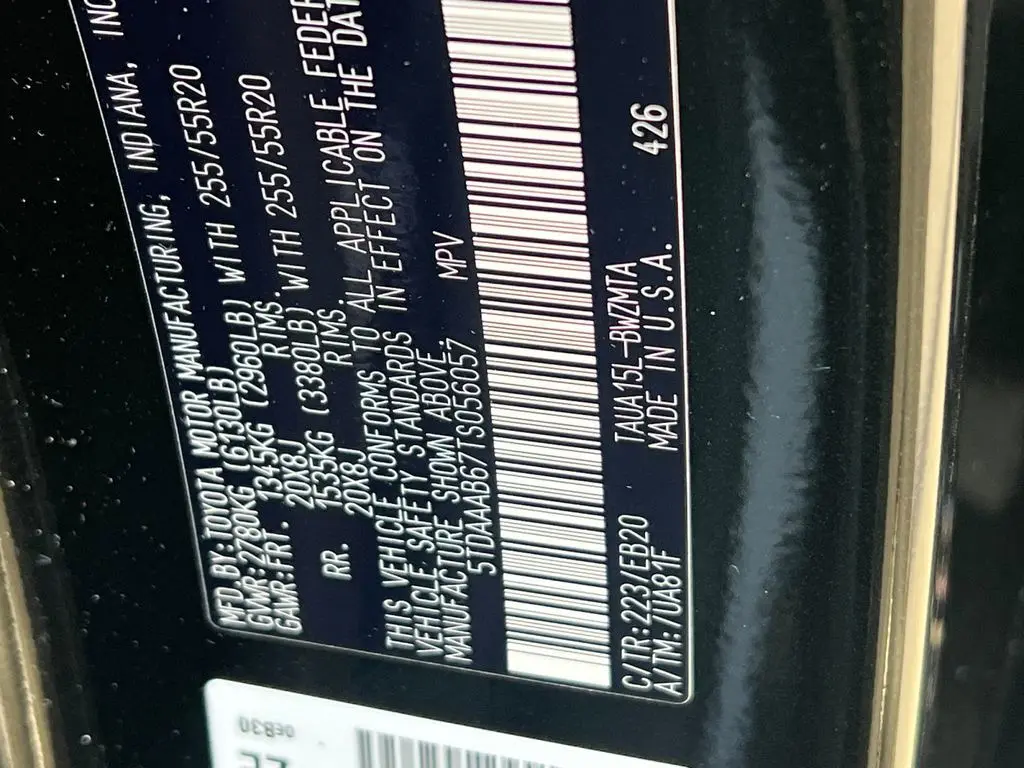 MFD BY:TOYOTA MOTOR MANUFACTURING, INDIANA, INC
GVWR:2780KG (6130LB)
GAWR:FRT. 1345KG (2960LB) WITH 255/55R20
20X8J RIMS.
RR. 1535KG (3380LB) WITH 255/55R20
20X8J RIMS.
THIS VEHICLE CONFORMS TO ALL APPLICABLE FEDER
VEHICLE SAFETY STANDARDS IN EFFECT ON THE DAT
MANUFACTURE SHOWN ABOVE.
5TDAAAB67TS056057 MPV
C/TR:223/EB20 TAUA15L-BWZMTA 426
A/TM:/UA81F MADE IN U.S.A.
0EB30